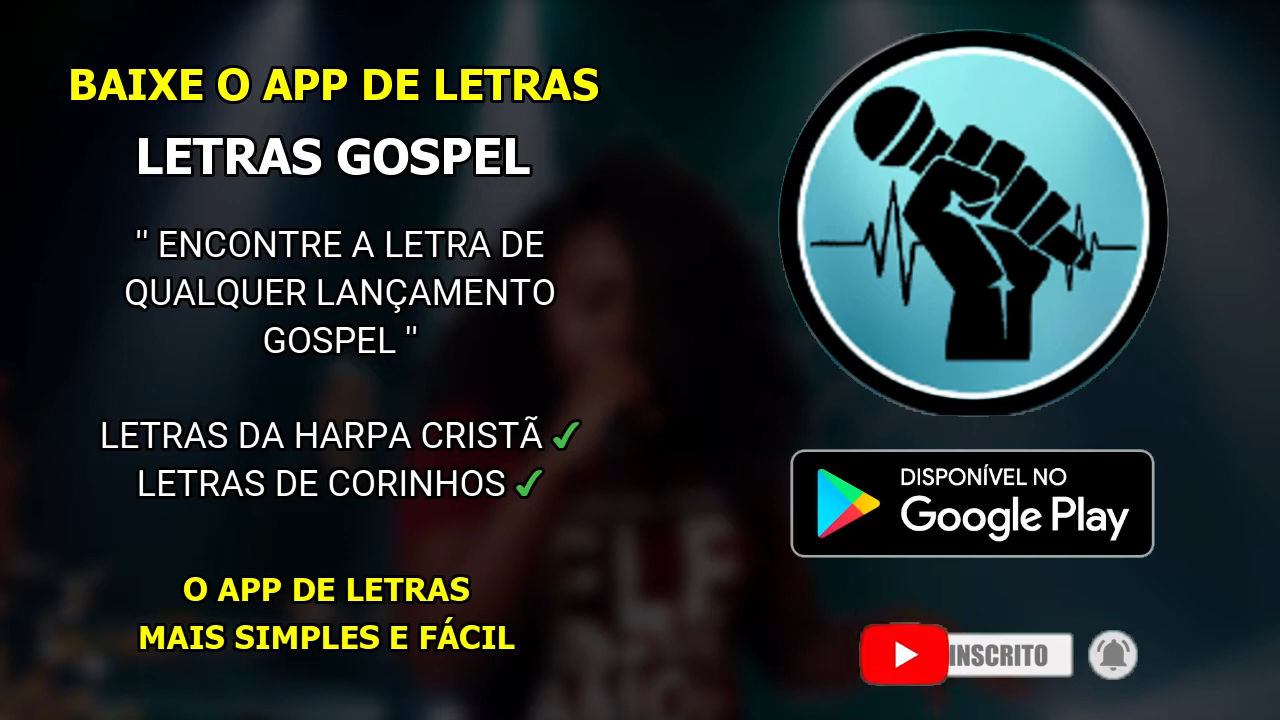 BAIXE O APP DE LETRAS
LETRAS GOSPEL
" ENCONTRE A LETRA DE
QUALQUER LANÇAMENTO
GOSPEL "
LETRAS DA HARPA CRISTÃ ✓
LETRAS DE CORINHOS ✓
O APP DE LETRAS
MAIS SIMPLES E FÁCIL
DISPONÍVEL NO
Google Play
INSCRITO